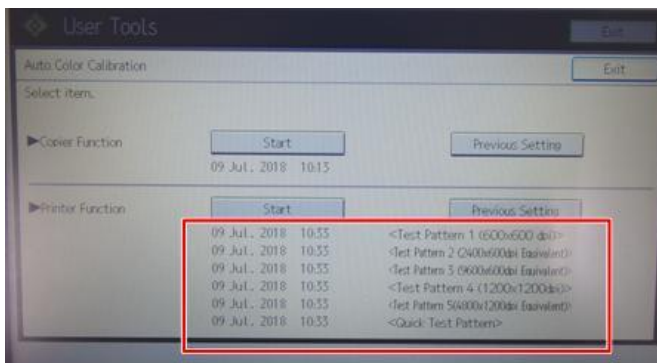 User Tools
Exit
Auto Color Calibration
Exit
Select item.
►Copier Function
Start
Previous Setting
09 Jul. 2018 10:13
►Printer Function
Start
Previous Setting
09 Jul. 2018 10:33 <Test Pattern 1 (600x600 dpi)>
09 Jul. 2018 10:33 <Test Pattern 2 (2400x600dpi Equivalent)>
09 Jul. 2018 10:33 <Test Pattern 3 (9600x600dpi Equivalent)>
09 Jul. 2018 10:33 <Test Pattern 4 (1200x1200dpi)>
09 Jul. 2018 10:33 <Test Pattern 5(4800x1200dpi Equivalent)>
09 Jul. 2018 10:33 <Quick Test Pattern>